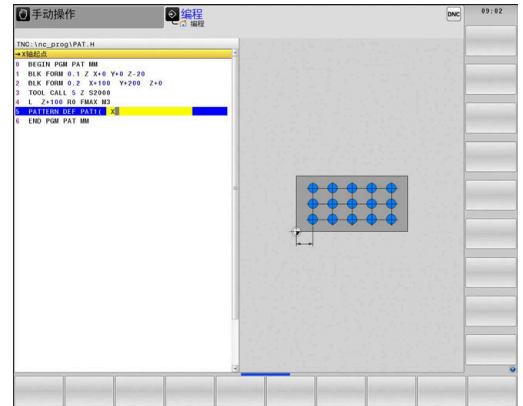 手动操作
编程
编程
DNC
09:02
TNC:\nc_prog\PAT.H
→X轴起点
0 BEGIN PGM PAT MM
1 BLK FORM 0.1 Z X+0 Y+0 Z-20
2 BLK FORM 0.2 X+100 Y+200 Z+0
3 TOOL CALL 5 Z S2000
4 L Z+100 R0 FMAX M3
5 PATTERN DEF PAT1( X
6 END PGM PAT MM